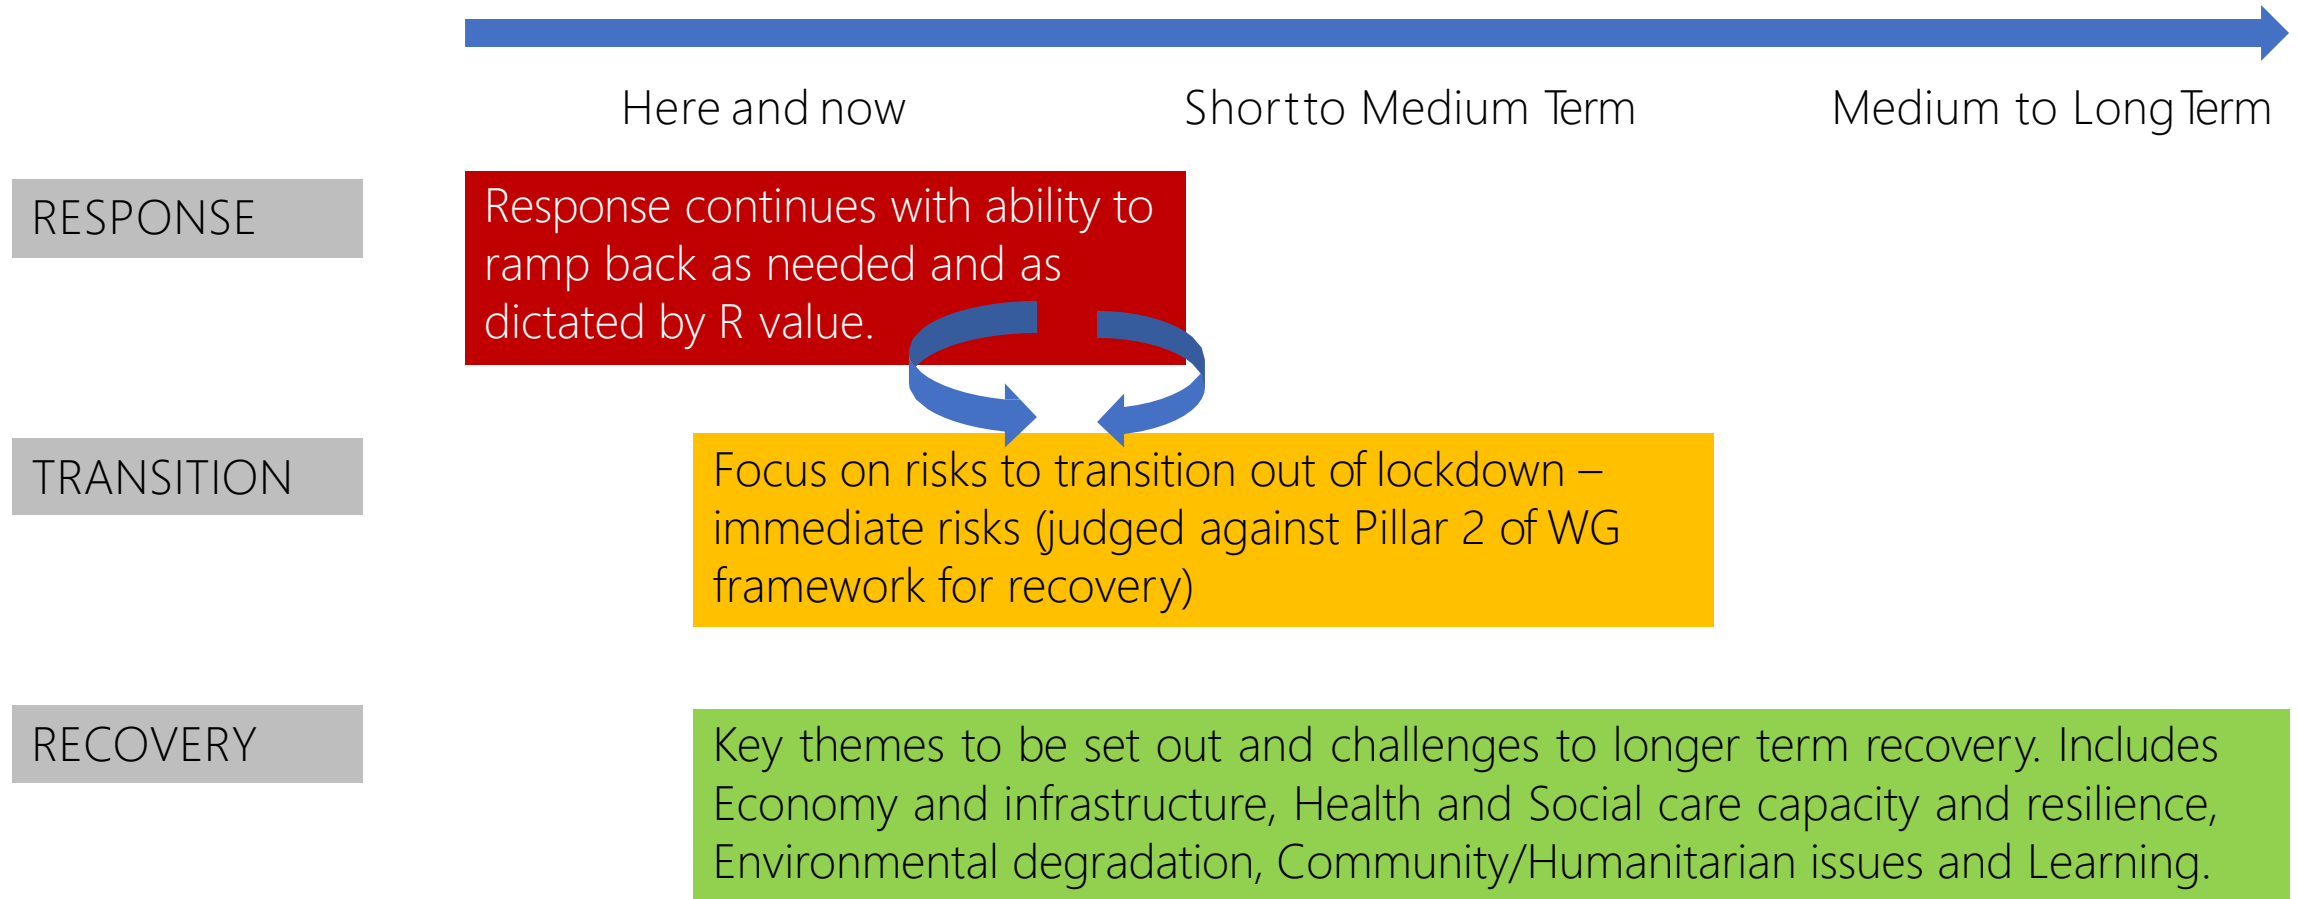 Here and now
Short to Medium Term
Medium to Long Term
RESPONSE
Response continues with ability to
ramp back as needed and as
dictated by R value.
TRANSITION
Focus on risks to transition out of lockdown –
immediate risks (judged against Pillar 2 of WG
framework for recovery)
RECOVERY
Key themes to be set out and challenges to longer term recovery. Includes
Economy and infrastructure, Health and Social care capacity and resilience,
Environmental degradation, Community/Humanitarian issues and Learning.